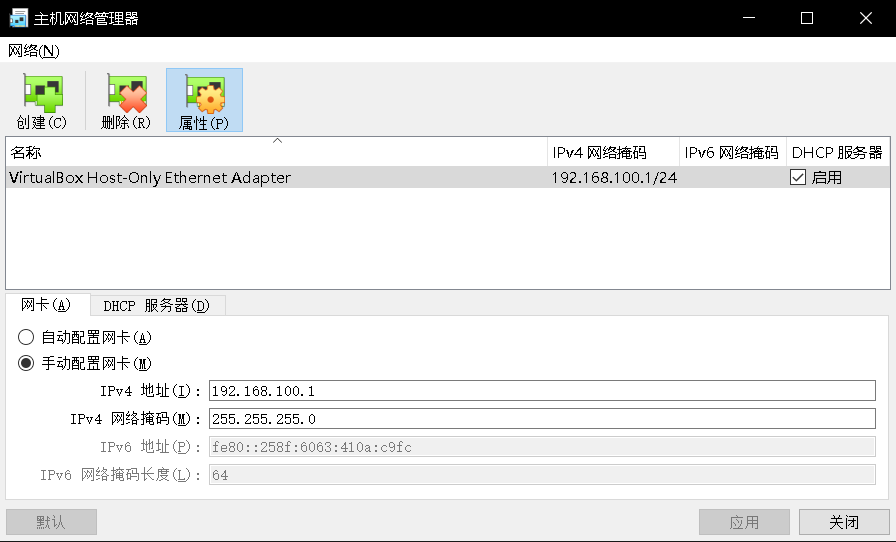 主机网络管理器
网络(N)
创建(C) 删除(R) 属性(P)
名称 IPv4 网络掩码 IPv6 网络掩码 DHCP 服务器
VirtualBox Host-Only Ethernet Adapter 192.168.100.1/24 启用
网卡(A) DHCP 服务器(D)
自动配置网卡(A)
手动配置网卡(M)
IPv4 地址(I): 192.168.100.1
IPv4 网络掩码(M): 255.255.255.0
IPv6 地址(P): fe80::258f:6063:410a:c9fc
IPv6 网络掩码长度(L): 64
默认 应用 关闭